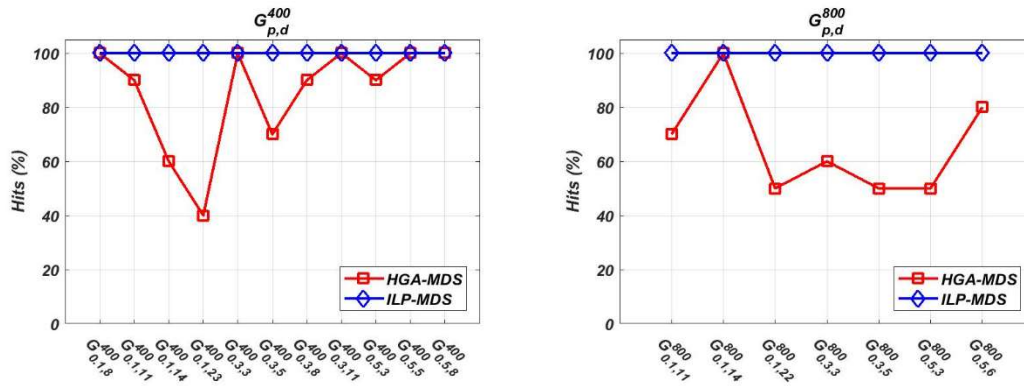 G^400_p,d
Hits (%)
100
80
60
40
20
0
HGA-MDS
ILP-MDS
G^400_0.1,8
G^400_0.1,11
G^400_0.1,14
G^400_0.1,23
G^400_0.3,3
G^400_0.3,5
G^400_0.3,8
G^400_0.3,11
G^400_0.5,3
G^400_0.5,5
G^400_0.5,8
G^800_p,d
Hits (%)
100
80
60
40
20
0
HGA-MDS
ILP-MDS
G^800_0.1,11
G^800_0.1,14
G^800_0.1,22
G^800_0.3,3
G^800_0.3,5
G^800_0.5,3
G^800_0.5,6